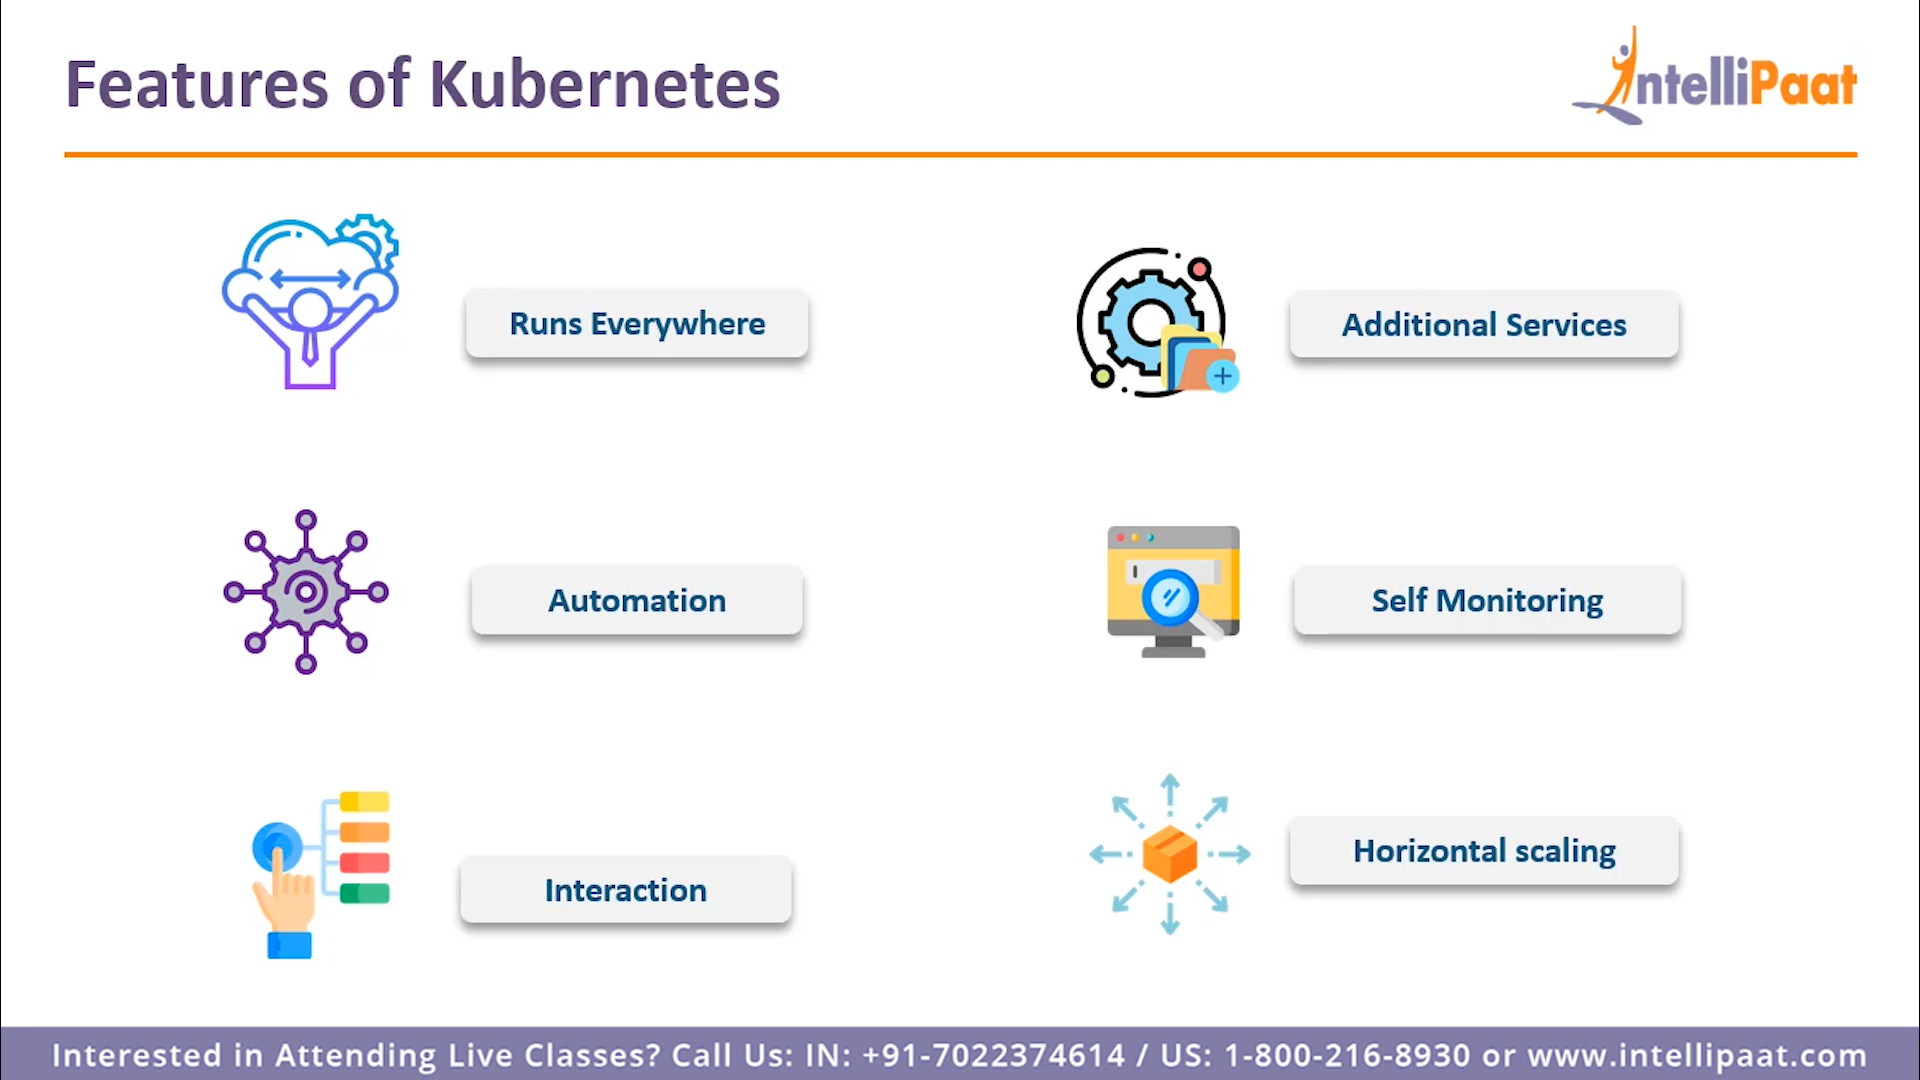 Features of Kubernetes
IntelliPaat
Runs Everywhere
Additional Services
Automation
Self Monitoring
Interaction
Horizontal scaling
Interested in Attending Live Classes? Call Us: IN: +91-7022374614 / US: 1-800-216-8930 or www.intellipaat.com